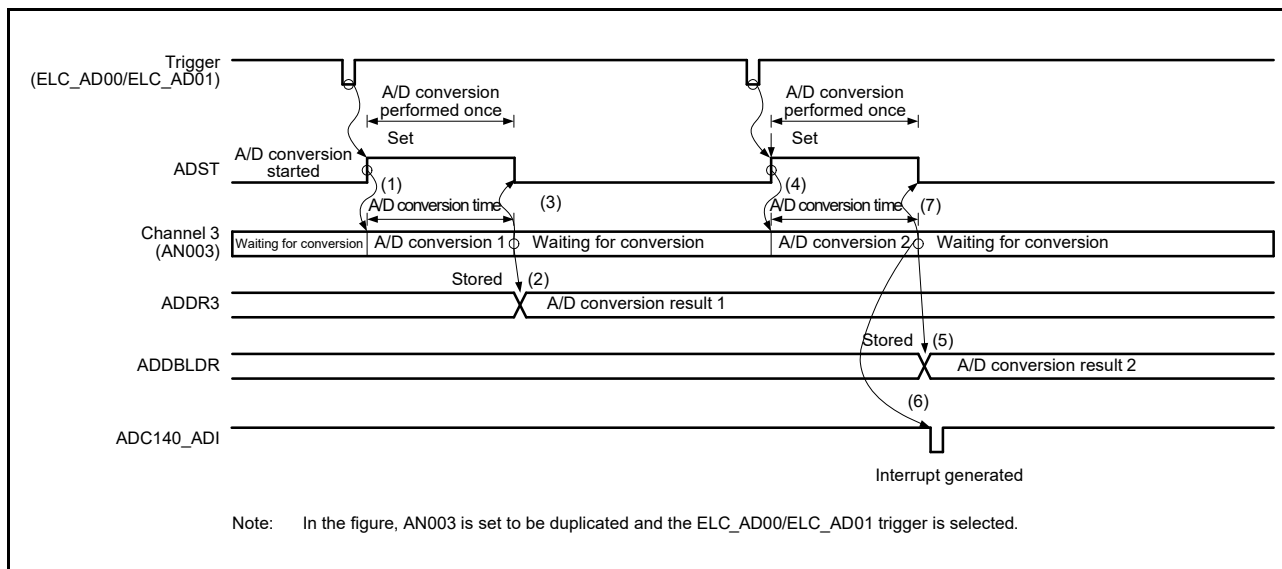 Trigger
(ELC_AD00/ELC_AD01)
A/D conversion
performed once
A/D conversion
performed once
Set
Set
ADST
A/D conversion
started
(1)
(3)
(4)
(7)
A/D conversion time
A/D conversion time
Channel 3
(AN003)
Waiting for conversion
A/D conversion 1
Waiting for conversion
A/D conversion 2
Waiting for conversion
Stored
(2)
ADDR3
A/D conversion result 1
Stored
(5)
ADDBLDR
A/D conversion result 2
(6)
ADC140_ADI
Interrupt generated
Note: In the figure, AN003 is set to be duplicated and the ELC_AD00/ELC_AD01 trigger is selected.